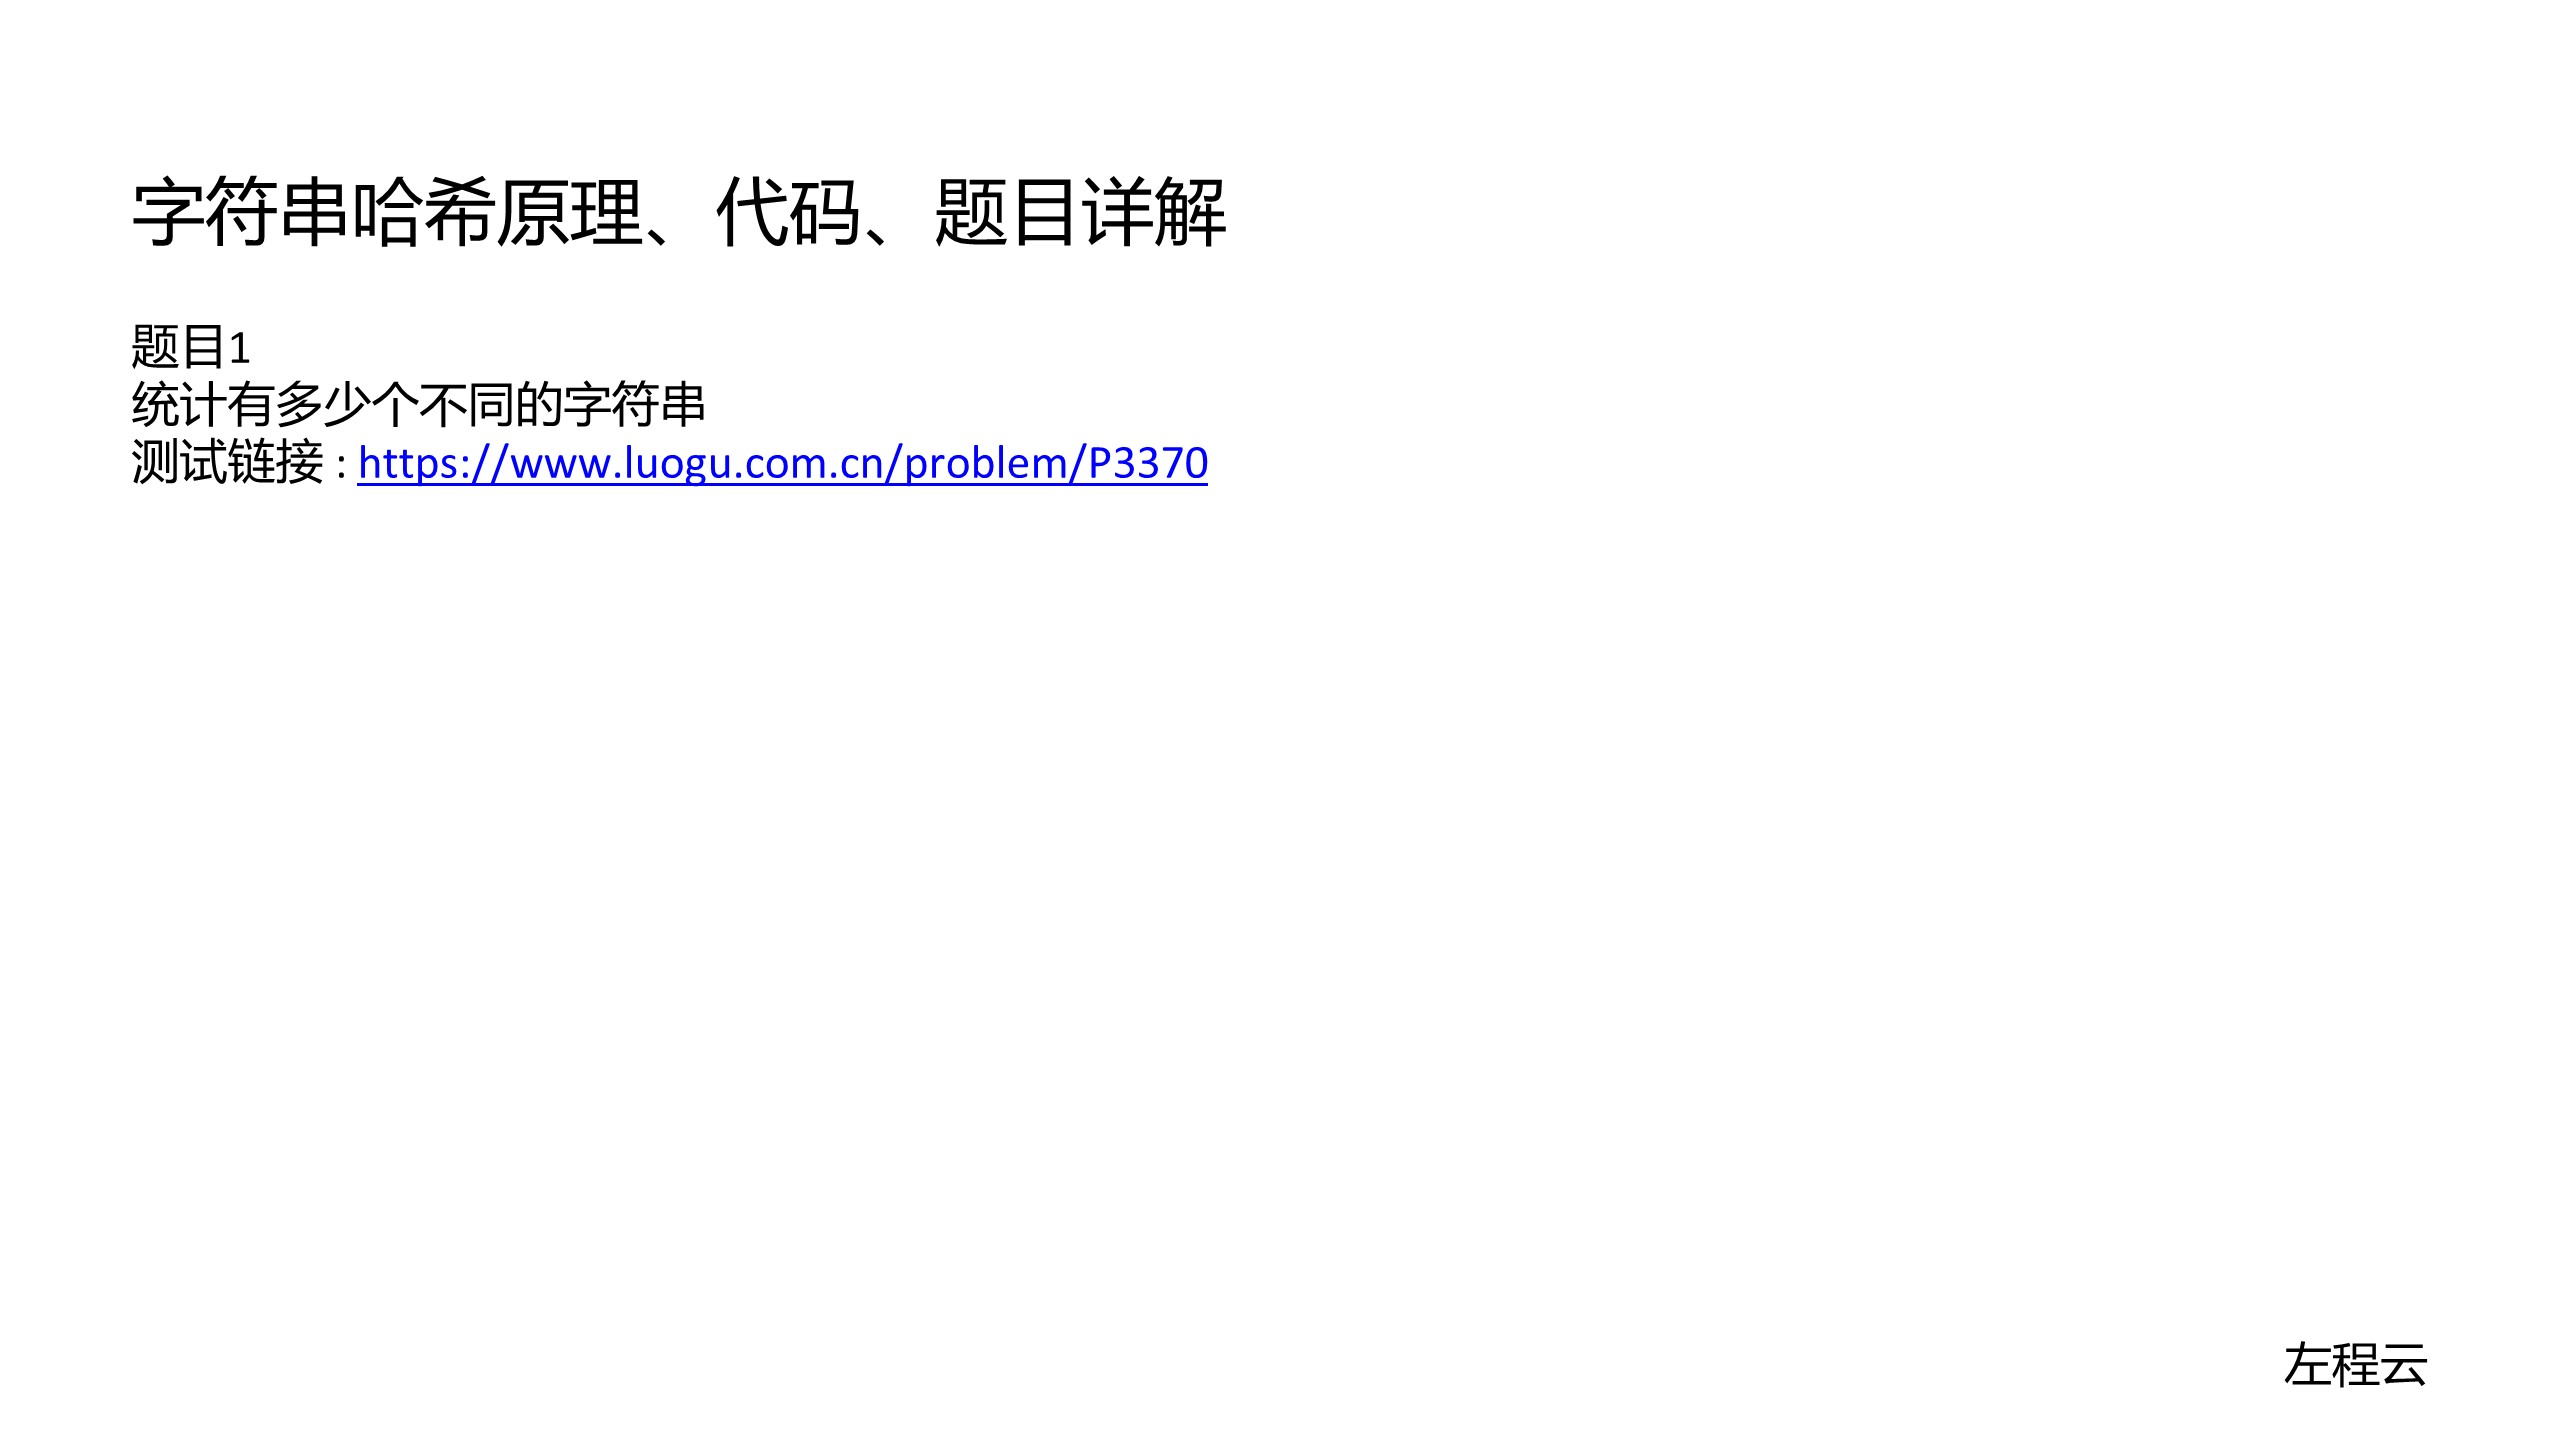 字符串哈希原理、代码、题目详解
题目1
统计有多少个不同的字符串
测试链接 : https://www.luogu.com.cn/problem/P3370
左程云